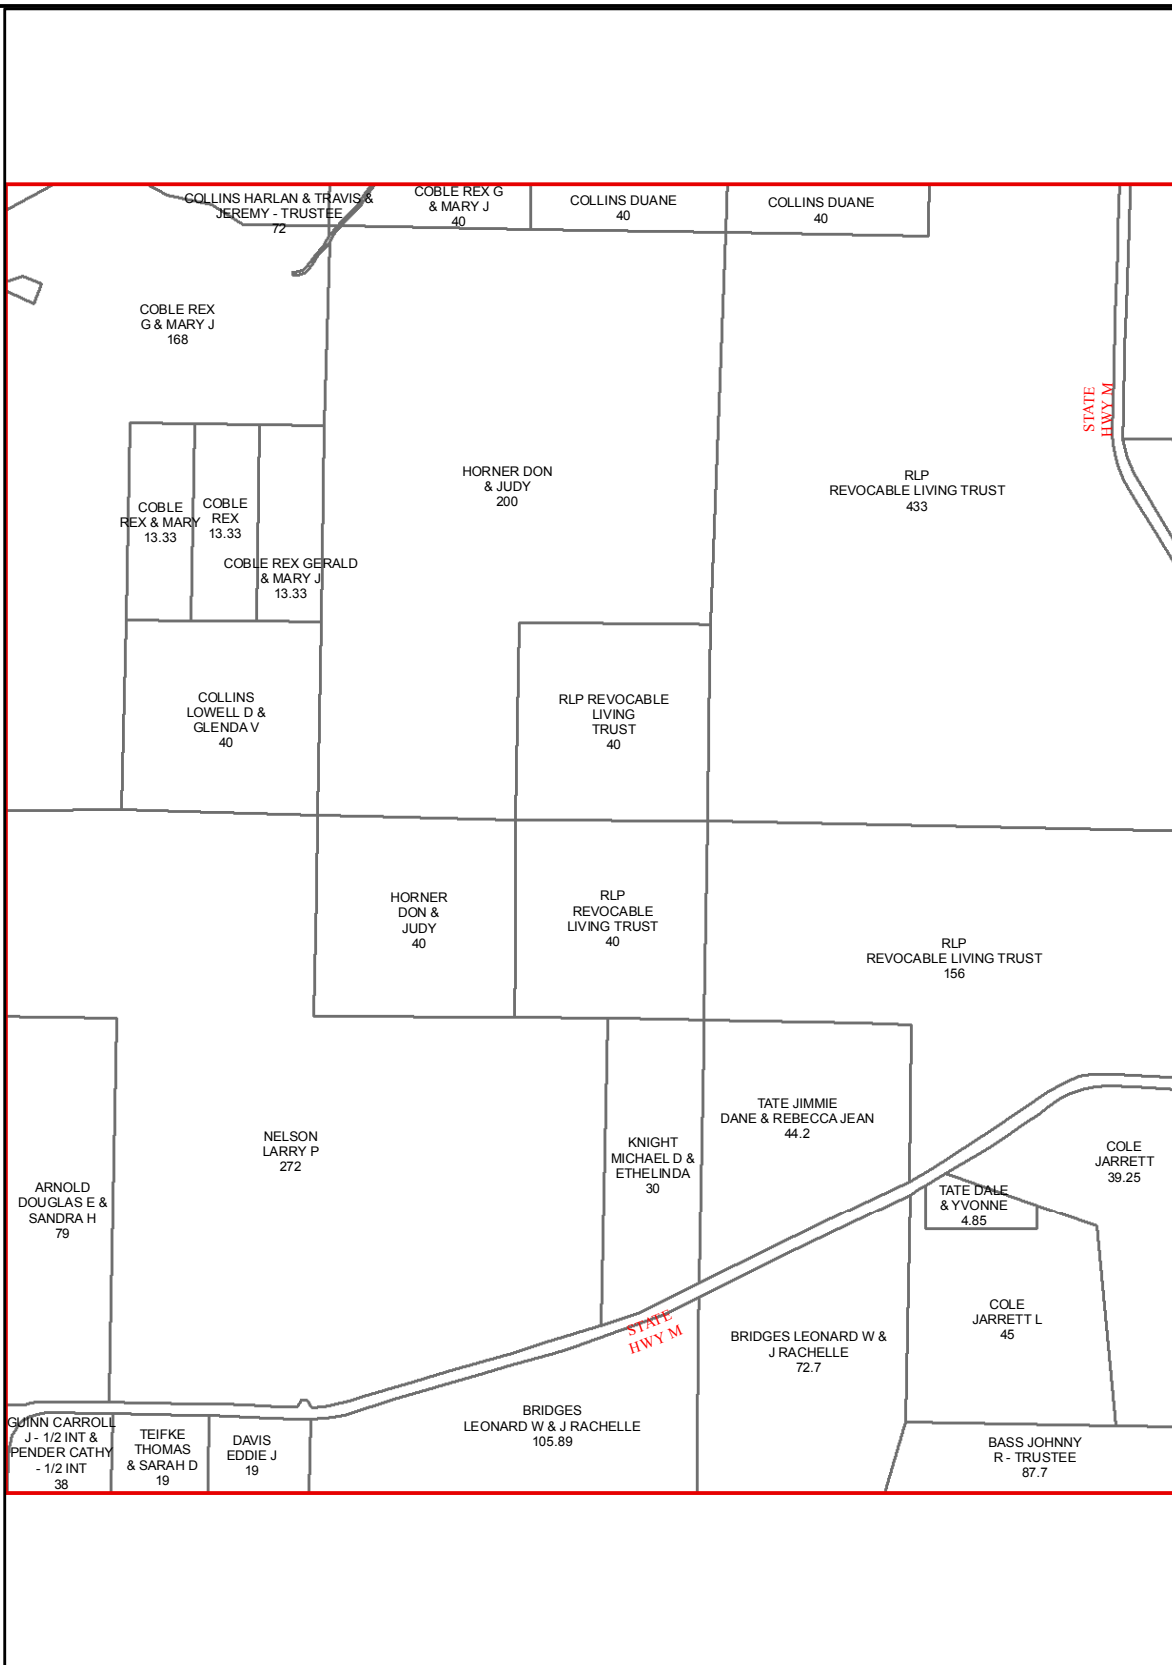 COLLINS HARLAN & TRAVIS &
JEREMY - TRUSTEE
72
COBLE REX G
& MARY J
40
COLLINS DUANE
40
COLLINS DUANE
40
COBLE REX
G & MARY J
168
STATE
HWY M
COBLE
REX & MARY
13.33
COBLE
REX
13.33
COBLE REX GERALD
& MARY J
13.33
HORNER DON
& JUDY
200
RLP
REVOCABLE LIVING TRUST
433
COLLINS
LOWELL D &
GLENDA V
40
RLP REVOCABLE
LIVING
TRUST
40
HORNER
DON &
JUDY
40
RLP
REVOCABLE
LIVING TRUST
40
RLP
REVOCABLE LIVING TRUST
156
ARNOLD
DOUGLAS E &
SANDRA H
79
NELSON
LARRY P
272
KNIGHT
MICHAEL D &
ETHELINDA
30
TATE JIMMIE
DANE & REBECCA JEAN
44.2
COLE
JARRETT
39.25
TATE DALE
& YVONNE
4.85
COLE
JARRETT L
45
STATE
HWY M
BRIDGES LEONARD W &
J RACHELLE
72.7
GUINN CARROLL
J - 1/2 INT &
PENDER CATHY
- 1/2 INT
38
TEIFKE
THOMAS
& SARAH D
19
DAVIS
EDDIE J
19
BRIDGES
LEONARD W & J RACHELLE
105.89
BASS JOHNNY
R - TRUSTEE
87.7